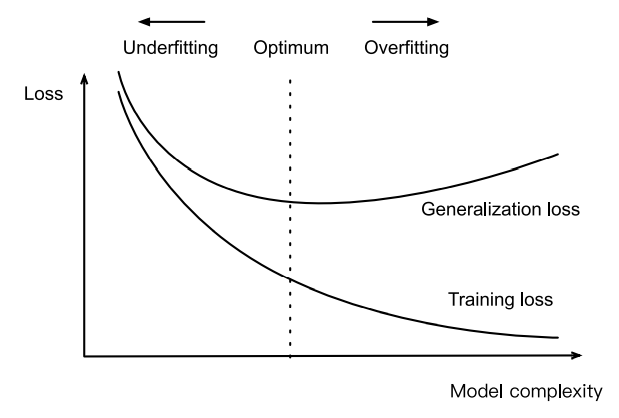 Underfitting Optimum Overfitting
Loss
Generalization loss
Training loss
Model complexity